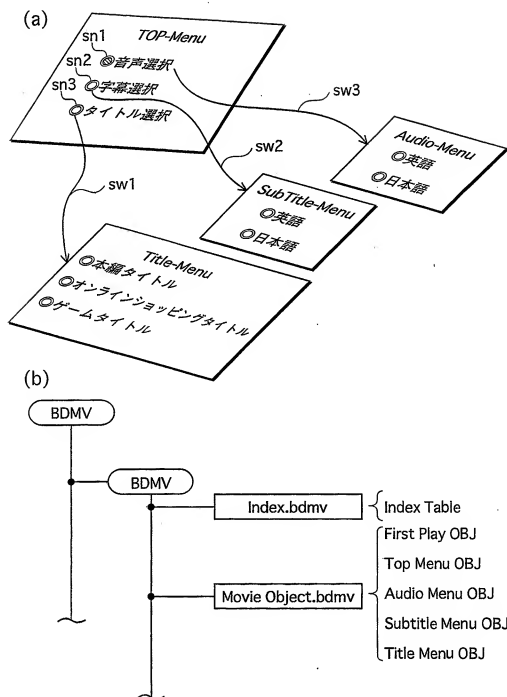 (a)
TOP-Menu
sn1
音声選択
sn2
字幕選択
sn3
タイトル選択
sw3
sw2
sw1
Audio-Menu
英語
日本語
SubTitle-Menu
英語
日本語
Title-Menu
本編タイトル
オンラインショッピングタイトル
ゲームタイトル
(b)
BDMV
BDMV
Index.bdmv
Index Table
First Play OBJ
Top Menu OBJ
Movie Object.bdmv
Audio Menu OBJ
Subtitle Menu OBJ
Title Menu OBJ